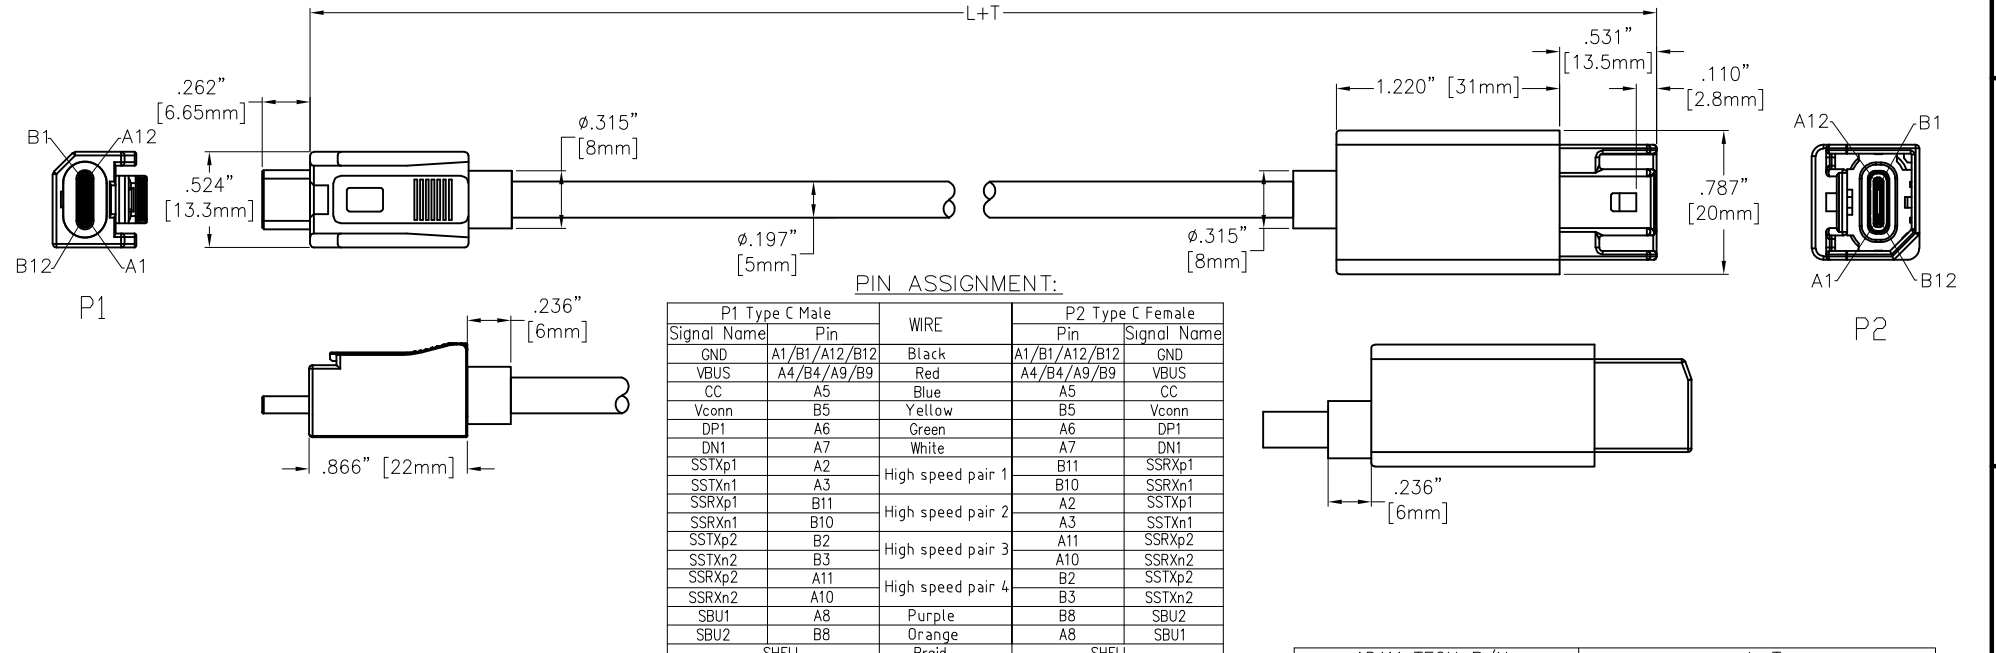 L+T
.531"
[13.5mm]
.262"
[6.65mm]
1.220" [31mm]
.110"
[2.8mm]
ø.315"
[8mm]
B1
A12
A12
B1
.524"
[13.3mm]
.787"
[20mm]
ø.197"
[5mm]
ø.315"
[8mm]
B12
A1
A1
B12
P1
P2
PIN ASSIGNMENT:
.236"
[6mm]
.866" [22mm]
.236"
[6mm]
P1 Type C Male WIRE P2 Type C Female
Signal Name Pin Pin Signal Name
GND A1/B1/A12/B12 Black A1/B1/A12/B12 GND
VBUS A4/B4/A9/B9 Red A4/B4/A9/B9 VBUS
CC A5 Blue A5 CC
Vconn B5 Yellow B5 Vconn
DP1 A6 Green A6 DP1
DN1 A7 White A7 DN1
SSTXp1 A2 High speed pair 1 B11 SSRXp1
SSTXn1 A3 B10 SSRXn1
SSRXp1 B11 High speed pair 2 A2 SSTXp1
SSRXn1 B10 A3 SSTXn1
SSTXp2 B2 High speed pair 3 A11 SSRXp2
SSTXn2 B3 A10 SSRXn2
SSRXp2 A11 High speed pair 4 B2 SSTXp2
SSRXn2 A10 B3 SSTXn2
SBU1 A8 Purple B8 SBU2
SBU2 B8 Orange A8 SBU1
SHELL Braid SHELL